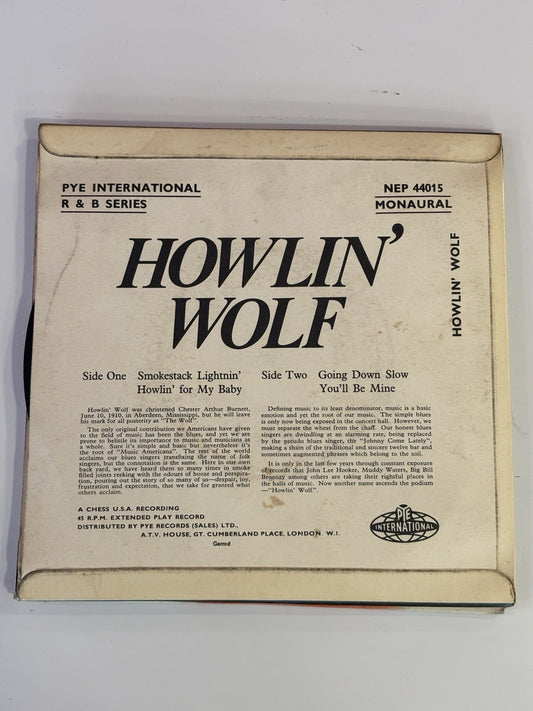 PYE INTERNATIONAL
R & B SERIES
NEP 44015
MONAURAL
HOWLIN' WOLF
HOWLIN'
WOLF
Side One Smokestack Lightnin'
Howlin' for My Baby
Side Two Going Down Slow
You'll Be Mine
Howlin' Wolf was christened Chester Arthur Burnett,
June 10, 1910, in Aberdeen, Mississippi, but he will leave
his mark for all posterity as "The Wolf".
The only original contribution we Americans have given
to the field of music has been the blues, and yet we are
prone to belittle its importance to music and musicians as
a whole. Sure it's simple and basic but nevertheless it's
the root of "Music Americana". The rest of the world
acclaims our blues singers tranfixing the name of folk
singers, but the connotation is the same. Here in our own
back yard, we have heard them so many times in smoke
filled joints reeking with the odours of booze and perspira-
tion, pouring out the story of so many of us—despair, joy,
frustration and expectation, that we take for granted what
others acclaim.
Defining music to its least denominator, music is a basic
emotion and yet the root of our music. The simple blues
is only now being exposed in the concert hall. However, we
must separate the wheat from the chaff. Our honest blues
singers are dwindling at an alarming rate, being replaced
by the pseudo blues singer, the "Johnny Come Lately",
making a sham of the traditional and sincere twelve bar and
sometimes augmented phrases which belong to the soil.
It is only in the last few years through constant exposure
of records that John Lee Hooker, Muddy Waters, Big Bill
Broonzy among others are taking their rightful places in
the halls of music. Now another name ascends the podium
—"Howlin' Wolf".
A CHESS U.S.A. RECORDING
45 R.P.M. EXTENDED PLAY RECORD
DISTRIBUTED BY PYE RECORDS (SALES) LTD.,
A.T.V. HOUSE, GT. CUMBERLAND PLACE, LONDON W.I.
Garrod
PYE
INTERNATIONAL